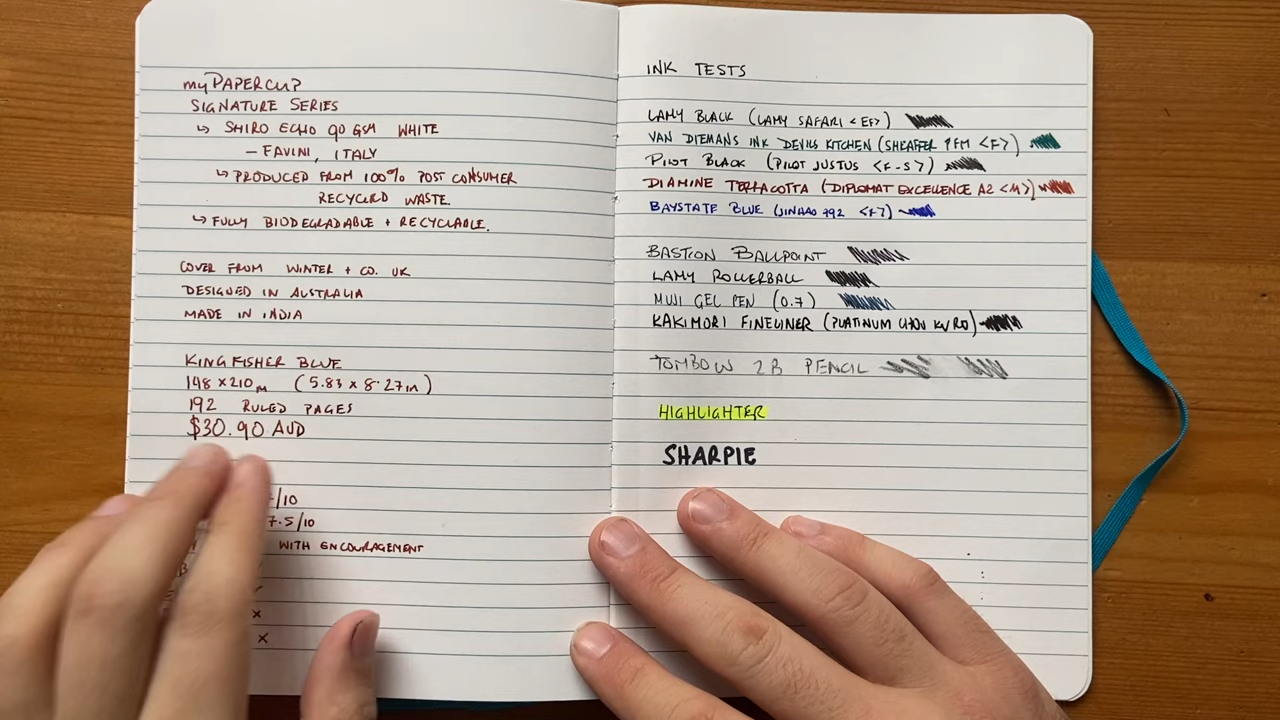 myPAPERCUP
SIGNATURE SERIES
↳ SHIRO ECHO 90 GSM WHITE
– FAVINI, ITALY
↳ PRODUCED FROM 100% POST CONSUMER
RECYCLED WASTE
↳ FULLY BIODEGRADABLE + RECYCLABLE.
COVER FROM WINTER + CO. UK
DESIGNED IN AUSTRALIA
MADE IN INDIA
KINGFISHER BLUE
148 x 210m (5.83 x 8.27in)
192 RULED PAGES
$30.90 AUD
/10
7.5/10
WITH ENCOURAGEMENT
x
x
INK TESTS
LAMY BLACK (LAMY SAFARI <EF>)
VAN DIEMANS INK DEVILS KITCHEN (SHEAFFER PFM <F>)
PILOT BLACK (PILOT JUSTUS <F-S>)
DIAMINE TERRACOTTA (DIPLOMAT EXCELLENCE A2 <M>)
BAYSTATE BLUE (JINHAO 992 <F>)
BASTION BALLPOINT
LAMY ROLLERBALL
MUJI GEL PEN (0.7)
KAKIMORI FINELINER (PLATINUM
TOMBOW 2B PENCIL
HIGHLIGHTER
SHARPIE